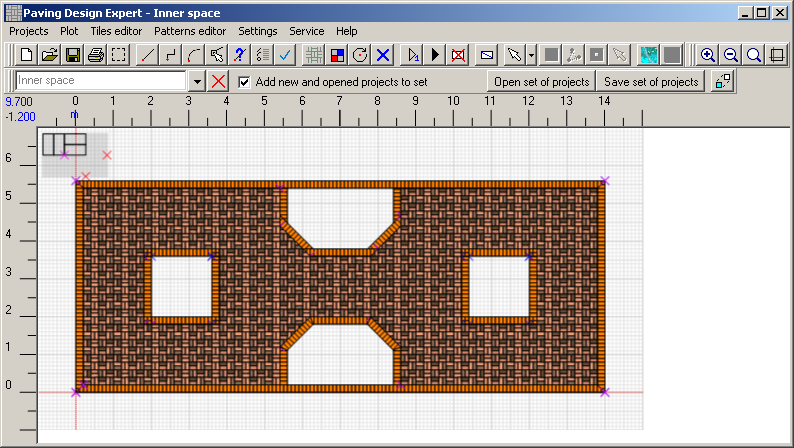 Paving Design Expert - Inner space
Projects Plot Tiles editor Patterns editor Settings Service Help
Inner space Add new and opened projects to set Open set of projects Save set of projects
9.700 0 1 2 3 4 5 6 7 8 9 10 11 12 13 14
-1.200 m
6
5
4
3
2
1
0